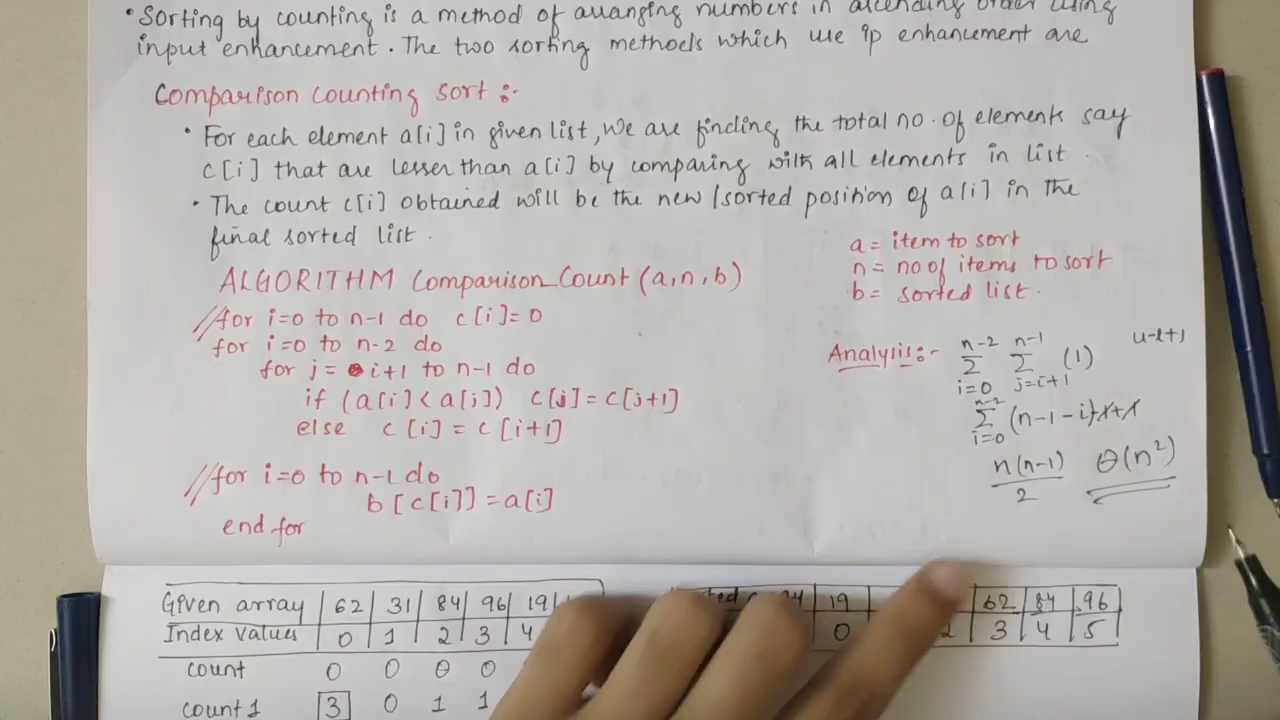 • Sorting by counting is a method of arranging numbers in ascending order using
input enhancement. The two sorting methods which use ip enhancement are
Comparison counting sort :-
• For each element a[i] in given list, we are finding the total no. of elements say
c[i] that are lesser than a[i] by comparing with all elements in list
• The count c[i] obtained will be the new/sorted position of a[i] in the
final sorted list.
a = item to sort
n = no of items to sort
b = sorted list.
ALGORITHM Comparison_Count (a, n, b)
//for i=0 to n-1 do c[i]=0
for i=0 to n-2 do
for j = i+1 to n-1 do
if (a[i] < a[j]) c[j] = c[j+1]
else c[i] = c[i+1]
//for i=0 to n-1 do
b[c[i]] = a[i]
end for
Analysis :- n-2 Σ i=0 n-1 Σ j=i+1 (1) u-l+1
n-2 Σ i=0 (n-1-i)-1+1
n(n-1)/2 θ(n²)
Given array 62 31 84 96 19
Index values 0 1 2 3 4
count 0 0 0 0
count 1 3 0 1 1
19 62 84 96
0 2 3 4 5